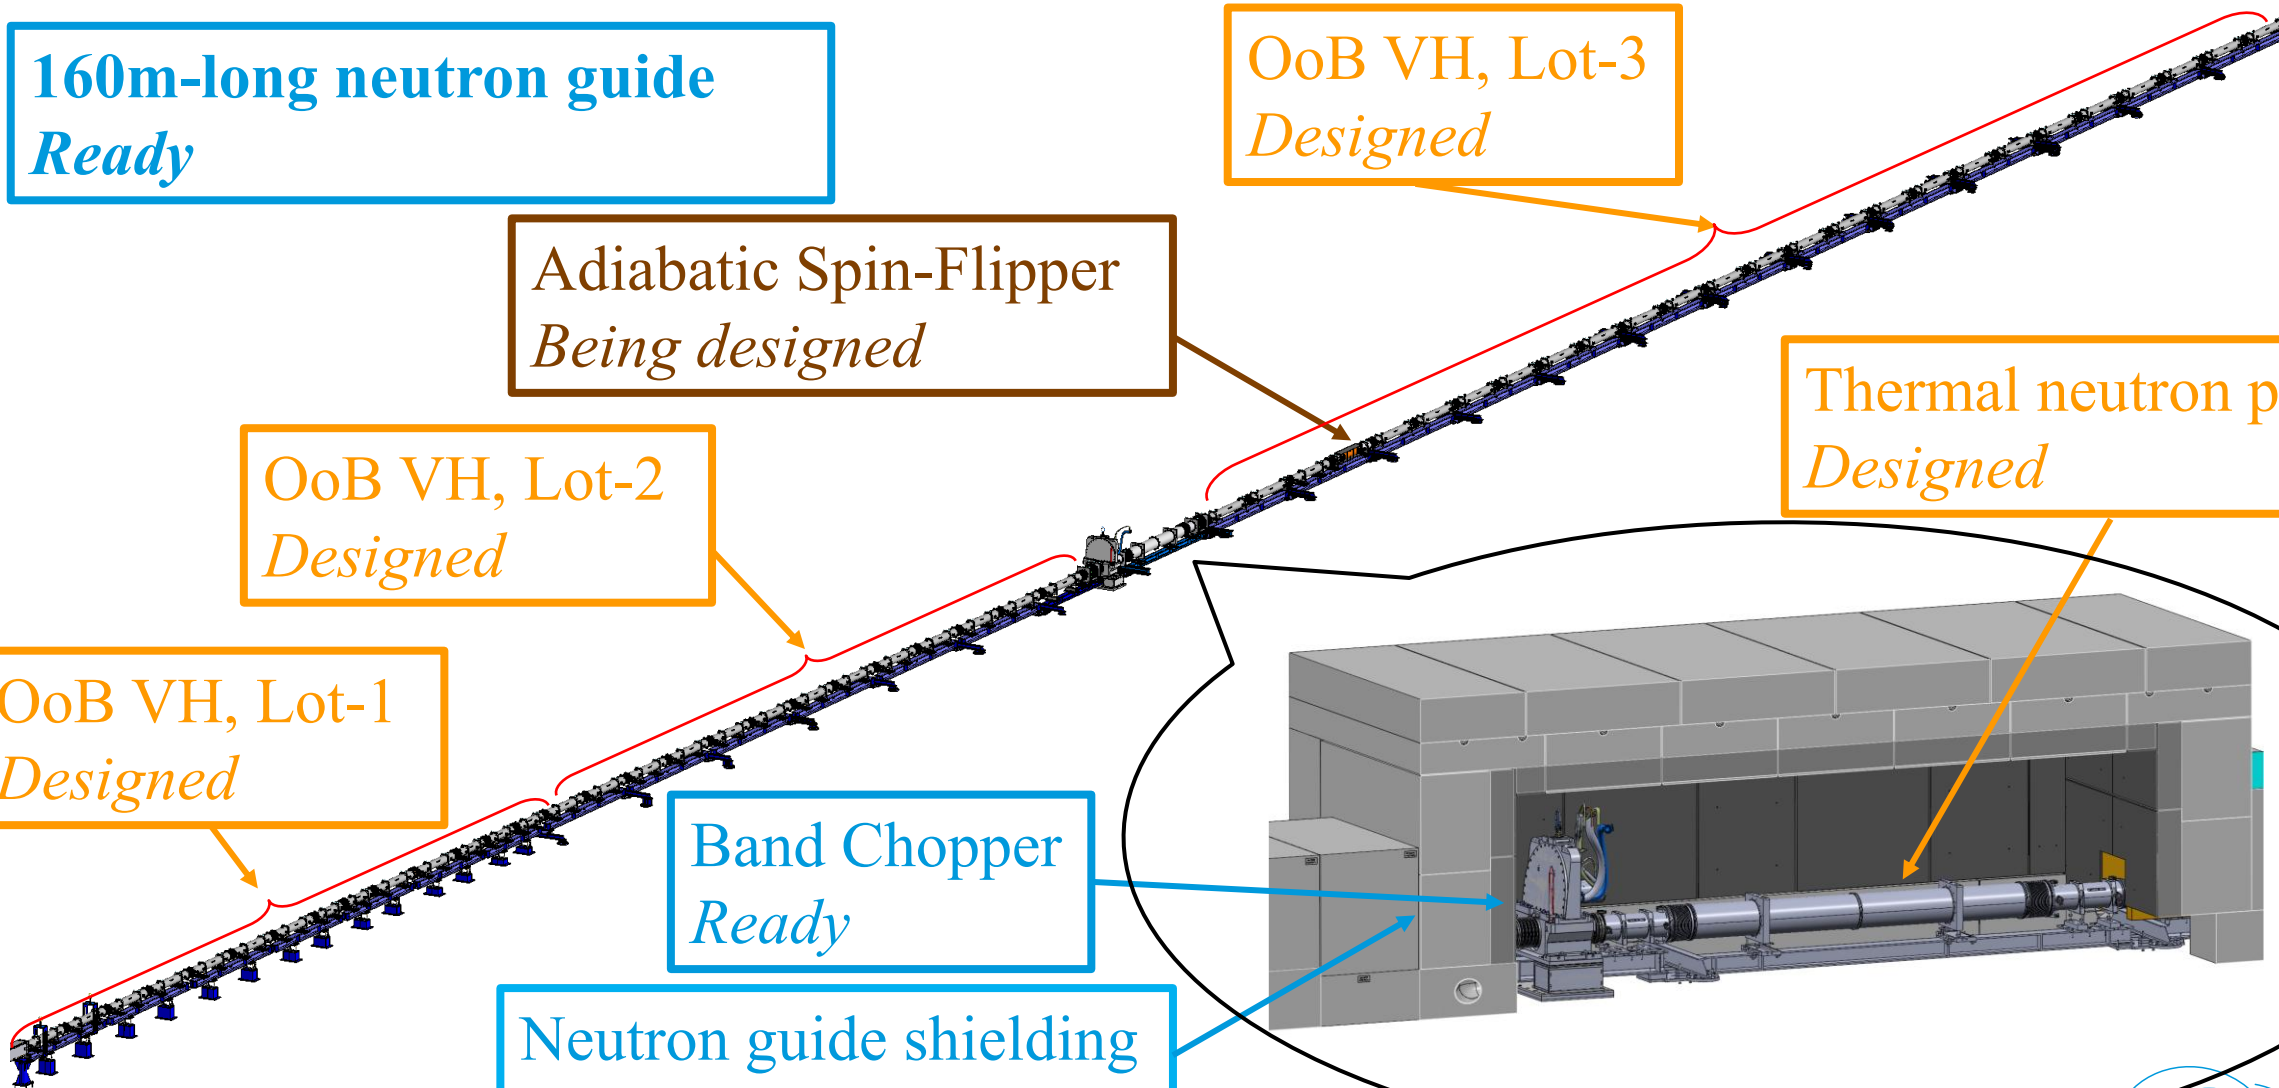 160m-long neutron guide
Ready
OoB VH, Lot-3
Designed
Adiabatic Spin-Flipper
Being designed
Thermal neutron p
Designed
OoB VH, Lot-2
Designed
OoB VH, Lot-1
Designed
Band Chopper
Ready
Neutron guide shielding